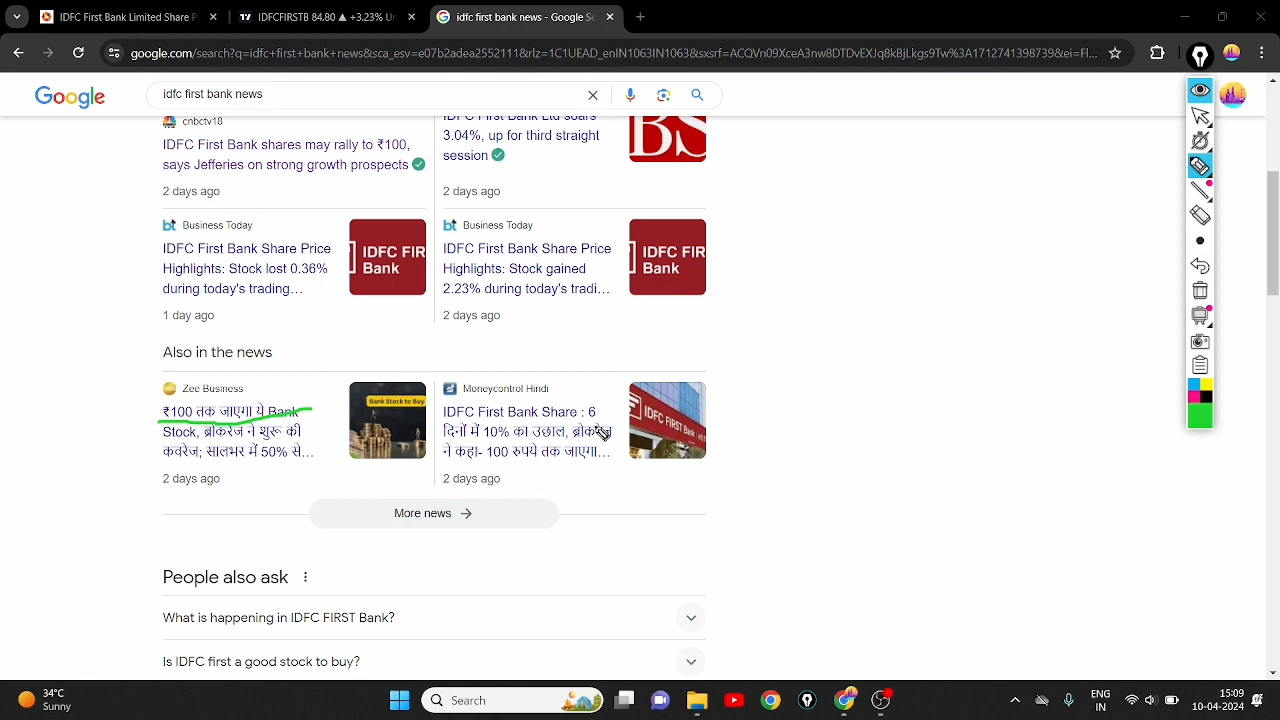 IDFC First Bank Limited Share P
IDFCFIRSTB 84.80 ▲ +3.23% Un
idfc first bank news - Google Se
google.com/search?q=idfc+first+bank+news&sca_esv=e07b2adea2552111&rlz=1C1UEAD_enIN1063IN1063&sxsrf=ACQVn09XceA3nw8DTDvEXJq8kBjLkgs9Tw%3A1712741398739&ei=Fl...
Google
idfc first bank news
cnbctv18
IDFC First Bank shares may rally to ₹100,
says Jefferies on strong growth prospects
2 days ago
IDFC First Bank Ltd soars
3.04%, up for third straight
session
BS
2 days ago
Business Today
IDFC First Bank Share Price
Highlights: Stock lost 0.36%
during today's trading...
1 day ago
IDFC FIR
Bank
Business Today
IDFC First Bank Share Price
Highlights: Stock gained
2.23% during today's tradi...
2 days ago
IDFC FIR
Bank
Also in the news
Zee Business
₹100 तक जाएगा ये Bank
Stock, ब्रोकरेज ने शुरू की
कवरेज; सालभर में 50% से...
2 days ago
Bank Stock to Buy
Moneycontrol Hindi
IDFC First Bank Share : 6
दिनों में 10% का उछाल, ब्रोकरेज
ने कहा- 100 रुपये तक जाएगा...
2 days ago
IDFC FIRST Bank
More news →
People also ask
What is happening in IDFC FIRST Bank?
Is IDFC first a good stock to buy?
34°C
Sunny
Search
ENG
IN
15:09
10-04-2024